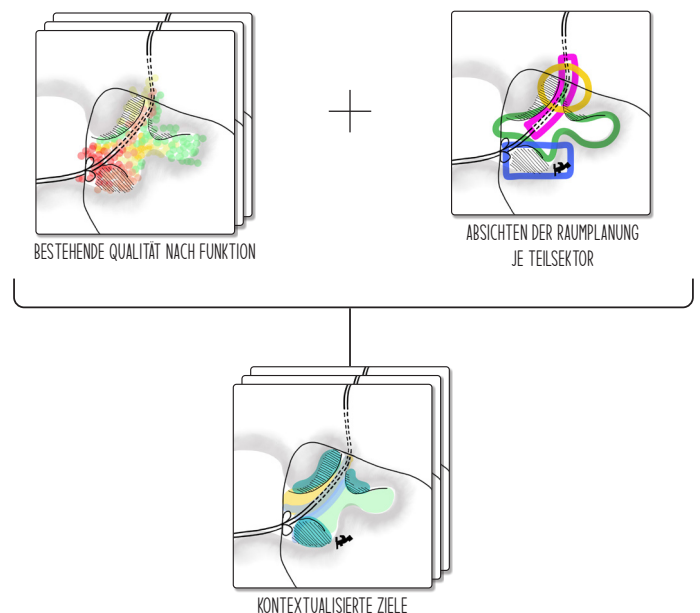 BESTEHENDE QUALITÄT NACH FUNKTION
ABSICHTEN DER RAUMPLANUNG
JE TEILSEKTOR
KONTEXTUALISIERTE ZIELE